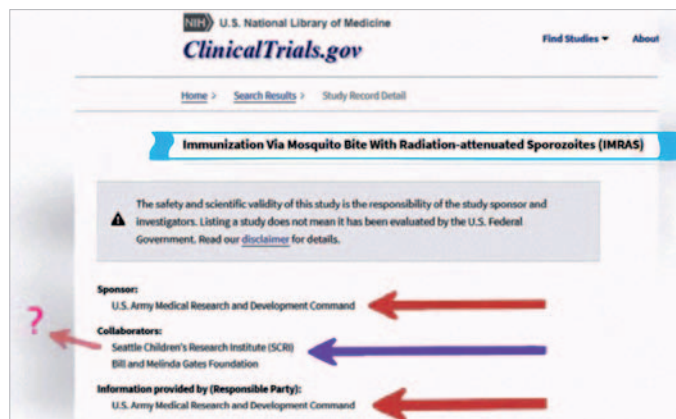 NIH U.S. National Library of Medicine
ClinicalTrials.gov
Find Studies About
Home > Search Results > Study Record Detail
Immunization Via Mosquito Bite With Radiation-attenuated Sporozoites (IMRAS)
The safety and scientific validity of this study is the responsibility of the study sponsor and
investigators. Listing a study does not mean it has been evaluated by the U.S. Federal
Government. Read our disclaimer for details.
Sponsor:
U.S. Army Medical Research and Development Command
?
Collaborators:
Seattle Children's Research Institute (SCRI)
Bill and Melinda Gates Foundation
Information provided by (Responsible Party):
U.S. Army Medical Research and Development Command